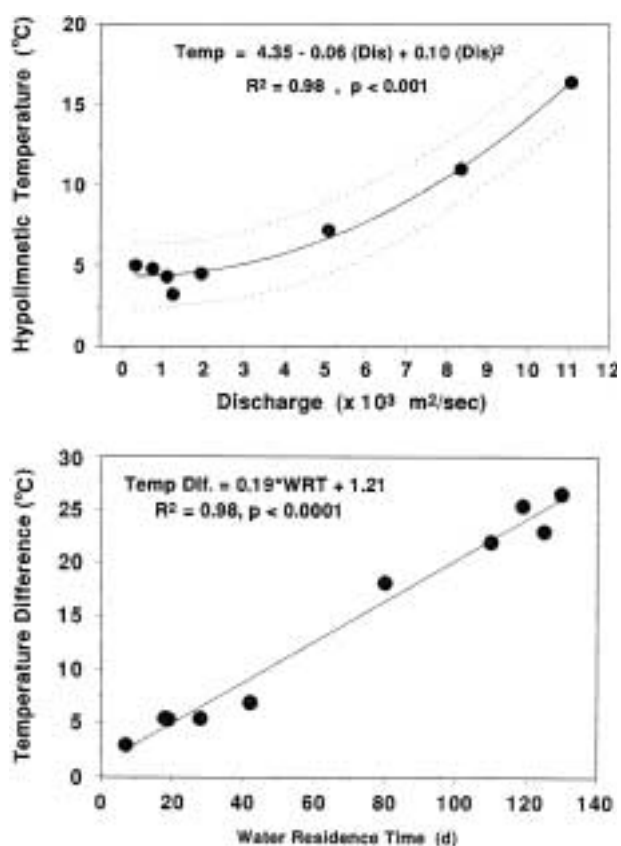 Hypolimnetic Temperature (°C)
20
15
10
5
0
Temp = 4.35 - 0.06 (Dis) + 0.10 (Dis)²
R² = 0.98 , p < 0.001
0 1 2 3 4 5 6 7 8 9 10 11 12
Discharge (x 10³ m²/sec)
Temperature Difference (°C)
30
25
20
15
10
5
0
Temp Dif. = 0.19*WRT + 1.21
R² = 0.98, p < 0.0001
0 20 40 60 80 100 120 140
Water Residence Time (d)